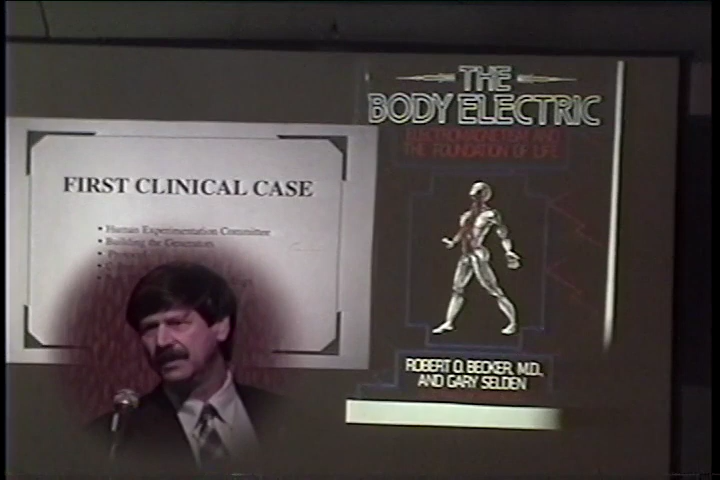 FIRST CLINICAL CASE
• Human Experimentation Committee
• Building the Generators
• Protocol
THE
BODY ELECTRIC
ELECTROMAGNETISM AND
THE FOUNDATION OF LIFE
ROBERT O. BECKER, M.D.,
AND GARY SELDEN